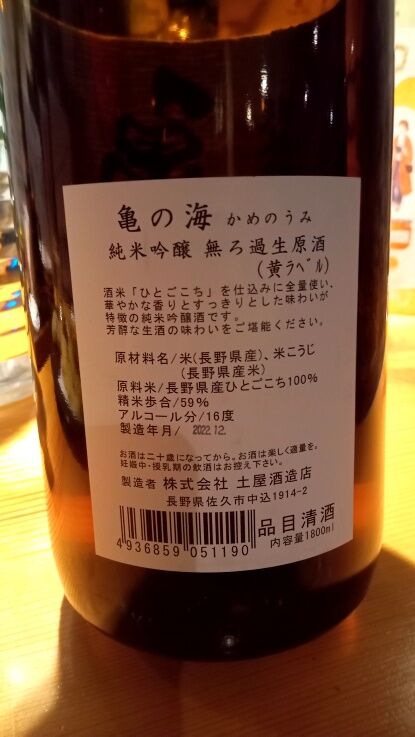 亀の海 かめのうみ
純米吟醸 無ろ過生原酒
(黄ラベル)
酒米「ひとごこち」を仕込みに全量使い、
華やかな香りとすっきりとした味わいが
特徴の純米吟醸酒です。
芳醇な生酒の味わいをご堪能ください。
原材料名/米(長野県産)、米こうじ
(長野県産米)
原料米/長野県産ひとごこち100%
精米歩合/59%
アルコール分/16度
製造年月/ 2022.12.
お酒は二十歳になってから。お酒は楽しく適量を。
妊娠中・授乳期の飲酒はお控え下さい。
製造者 株式会社 土屋酒造店
長野県佐久市中込1914-2
4936859 051190
品目清酒
内容量1800ml